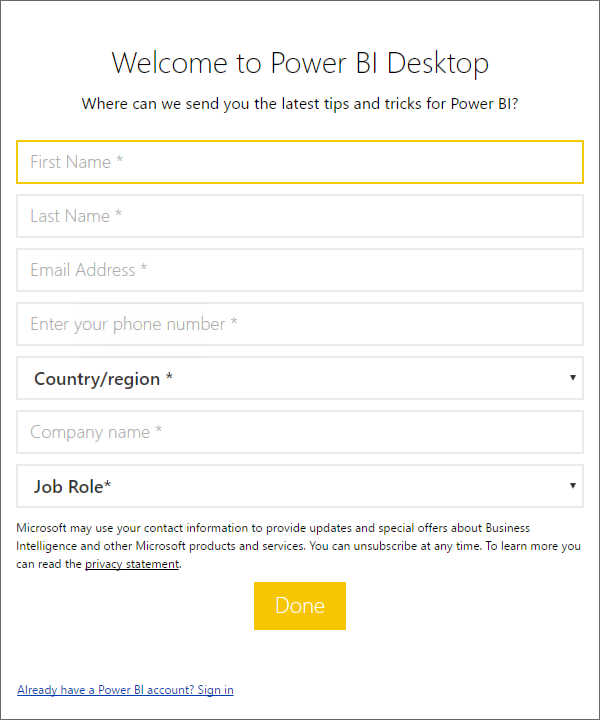 Welcome to Power BI Desktop
Where can we send you the latest tips and tricks for Power BI?
First Name *
Last Name *
Email Address *
Enter your phone number *
Country/region *
Company name *
Job Role*
Microsoft may use your contact information to provide updates and special offers about Business
Intelligence and other Microsoft products and services. You can unsubscribe at any time. To learn more you
can read the privacy statement.
Done
Already have a Power BI account? Sign in